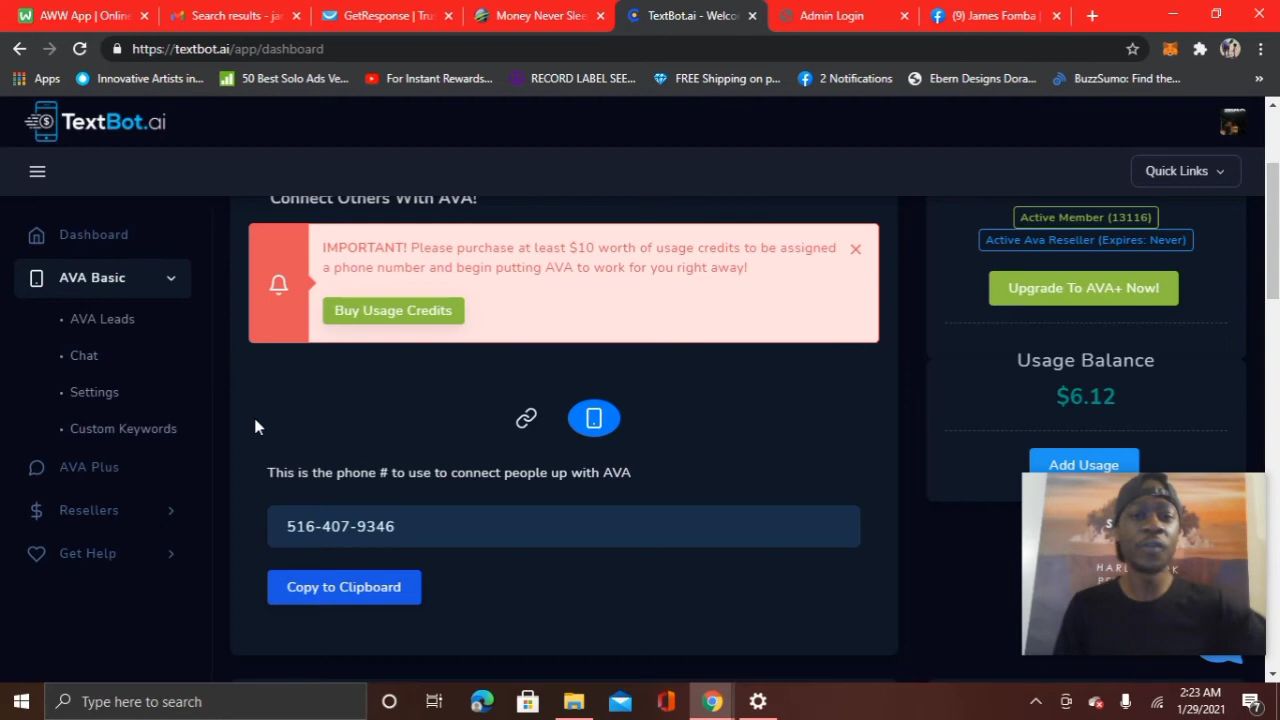 AWW App | Online
Search results - jac
GetResponse | Trus
Money Never Slee
TextBot.ai - Welco
Admin Login
(9) James Fomba |
https://textbot.ai/app/dashboard
Apps
Innovative Artists in...
50 Best Solo Ads Ve...
For Instant Rewards...
RECORD LABEL SEE...
FREE Shipping on p...
2 Notifications
Ebern Designs Dora...
BuzzSumo: Find the...
»
TextBot.ai
Quick Links
Connect Others With AVA!
IMPORTANT! Please purchase at least $10 worth of usage credits to be assigned
a phone number and begin putting AVA to work for you right away!
Buy Usage Credits
Dashboard
AVA Basic
AVA Leads
Chat
Settings
Custom Keywords
AVA Plus
Resellers
Get Help
Active Member (13116)
Active Ava Reseller (Expires: Never)
Upgrade To AVA+ Now!
Usage Balance
$6.12
Add Usage
This is the phone # to use to connect people up with AVA
516-407-9346
Copy to Clipboard
Type here to search
2:23 AM
1/29/2021
7